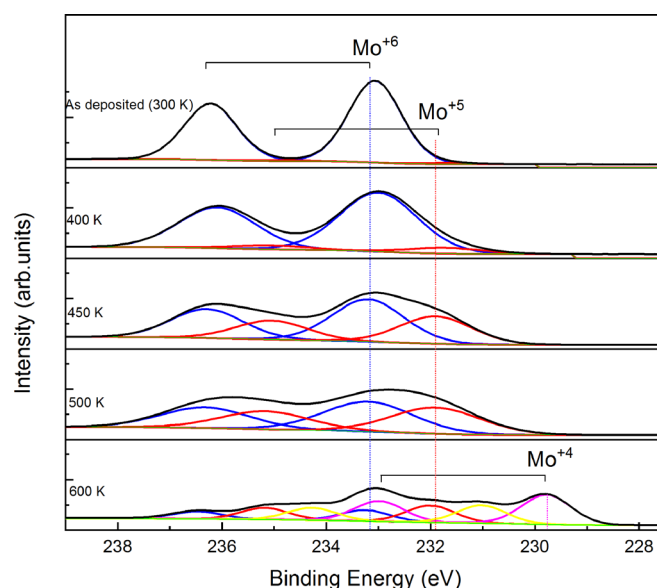 Mo+6
As deposited (300 K)
Mo+5
400 K
450 K
500 K
Mo+4
600 K
Intensity (arb.units)
238 236 234 232 230 228
Binding Energy (eV)